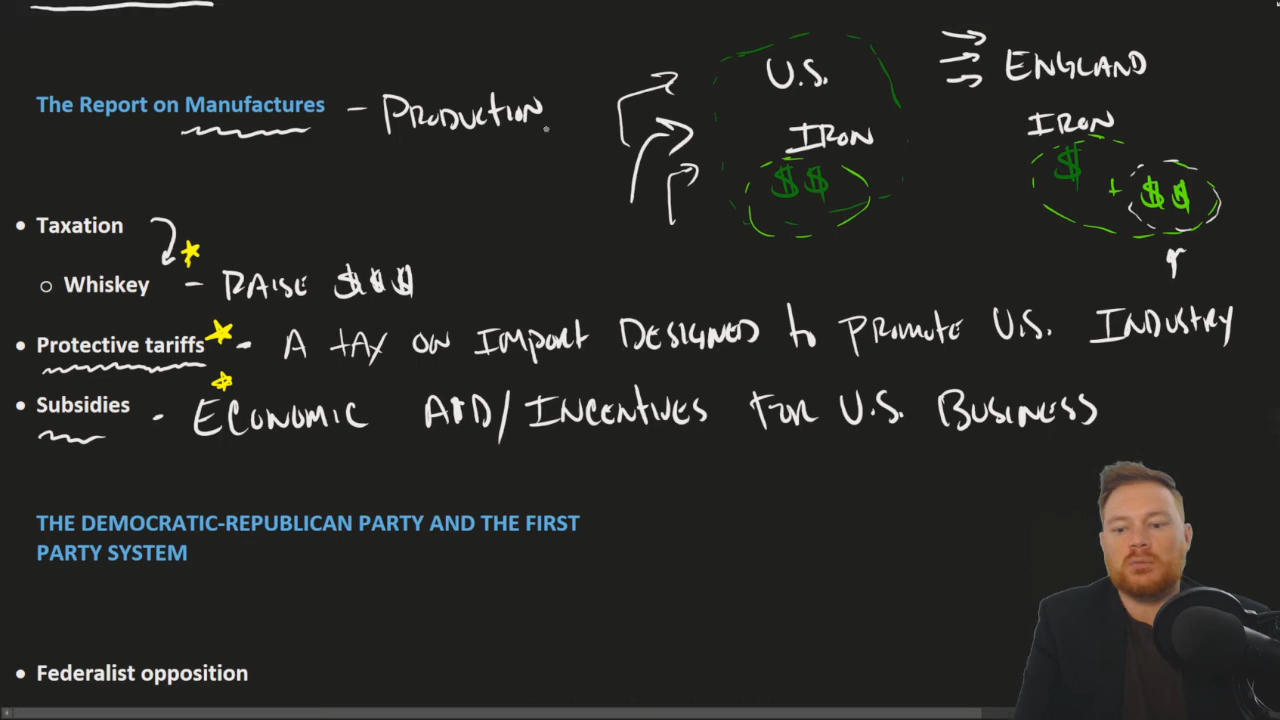 The Report on Manufactures - PRODUCTION
U.S.
IRON
$$
ENGLAND
IRON
$ + $$
• Taxation
○ Whiskey - RAISE $$$
• Protective tariffs - A tAX ON IMPORT DESIGNED to PROMOTE U.S. INDUSTRY
• Subsidies - ECONOMIC AID/INCENTIVES FOR U.S. BUSINESS
THE DEMOCRATIC-REPUBLICAN PARTY AND THE FIRST
PARTY SYSTEM
• Federalist opposition